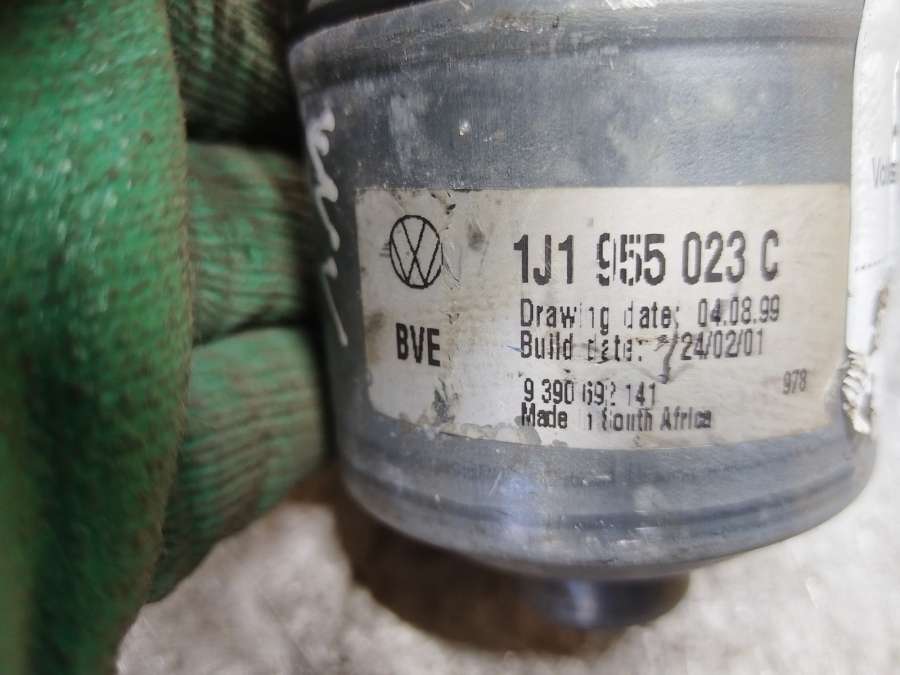 1J1 955 023 C
Drawing date: 04.08.99
BVE
Build date: 24/02/01
9 390 692 141
978
Made in South Africa